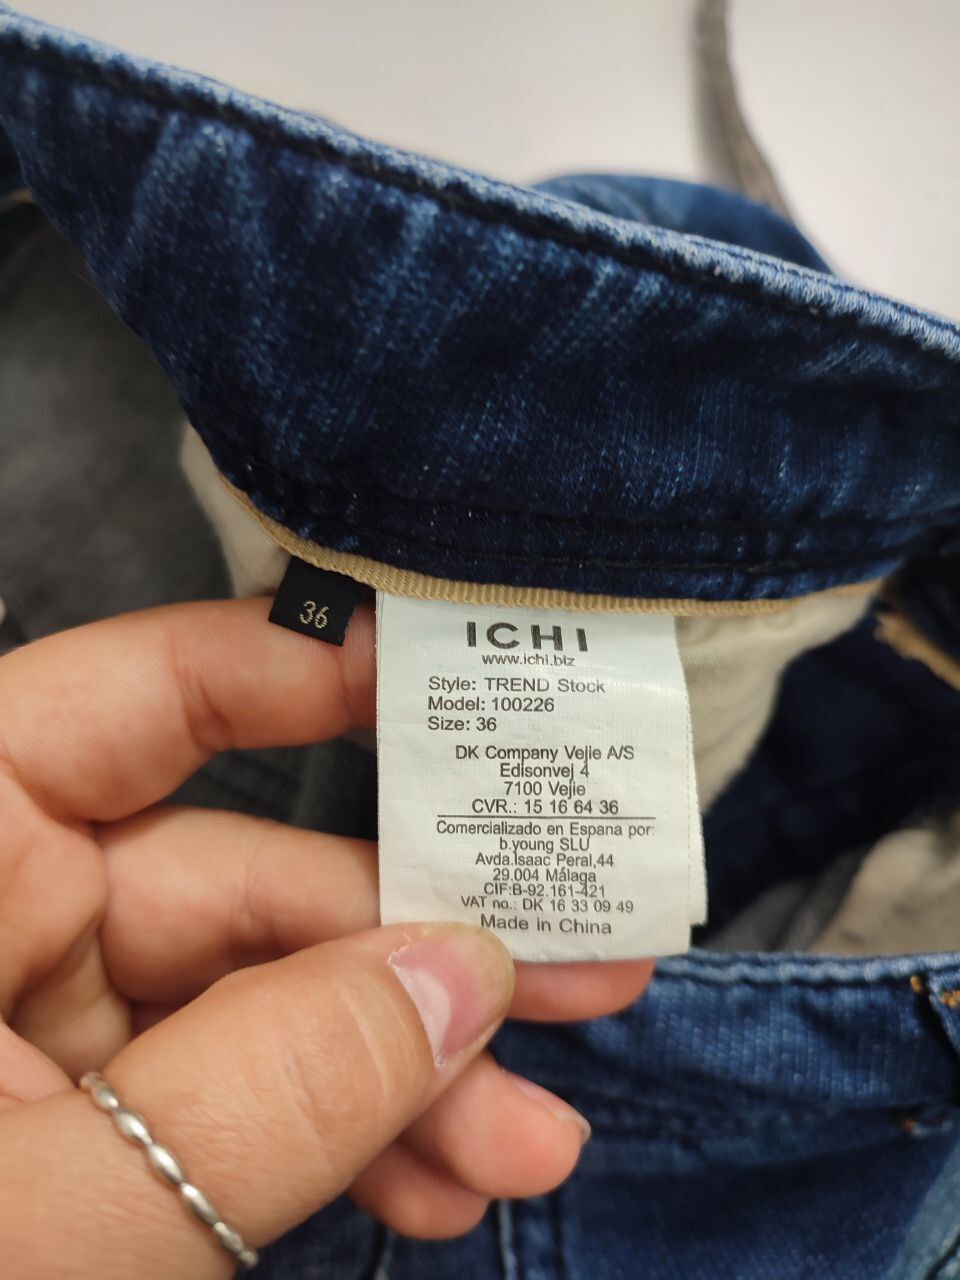 36
ICHI
www.ichi.biz
Style: TREND Stock
Model: 100226
Size: 36
DK Company Vejle A/S
Edisonvej 4
7100 Vejle
CVR.: 15 16 64 36
Comercializado en Espana por:
b.young SLU
Avda.Isaac Peral,44
29.004 Málaga
CIF:B-92.161-421
VAT no.: DK 16 33 09 49
Made in China